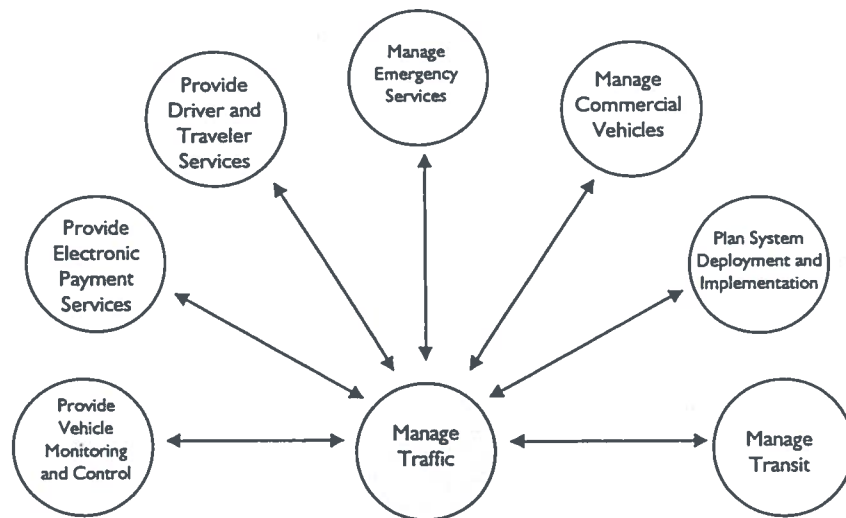 Manage
Emergency
Services
Provide
Driver and
Traveler
Services
Manage
Commercial
Vehicles
Provide
Electronic
Payment
Services
Plan System
Deployment and
Implementation
Provide
Vehicle
Monitoring
and Control
Manage
Traffic
Manage
Transit